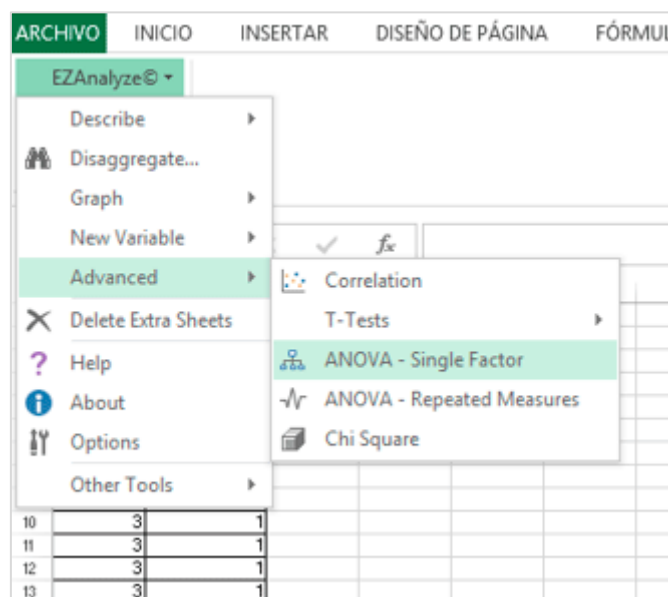 ARCHIVO INICIO INSERTAR DISEÑO DE PÁGINA
EZAnalyze©
Describe
Disaggregate...
Graph
New Variable
fx
Advanced
Correlation
Delete Extra Sheets
T-Tests
Help
ANOVA - Single Factor
About
ANOVA - Repeated Measures
Options
Chi Square
Other Tools
10 3 1
11 3 1
12 3 1
13 3 1